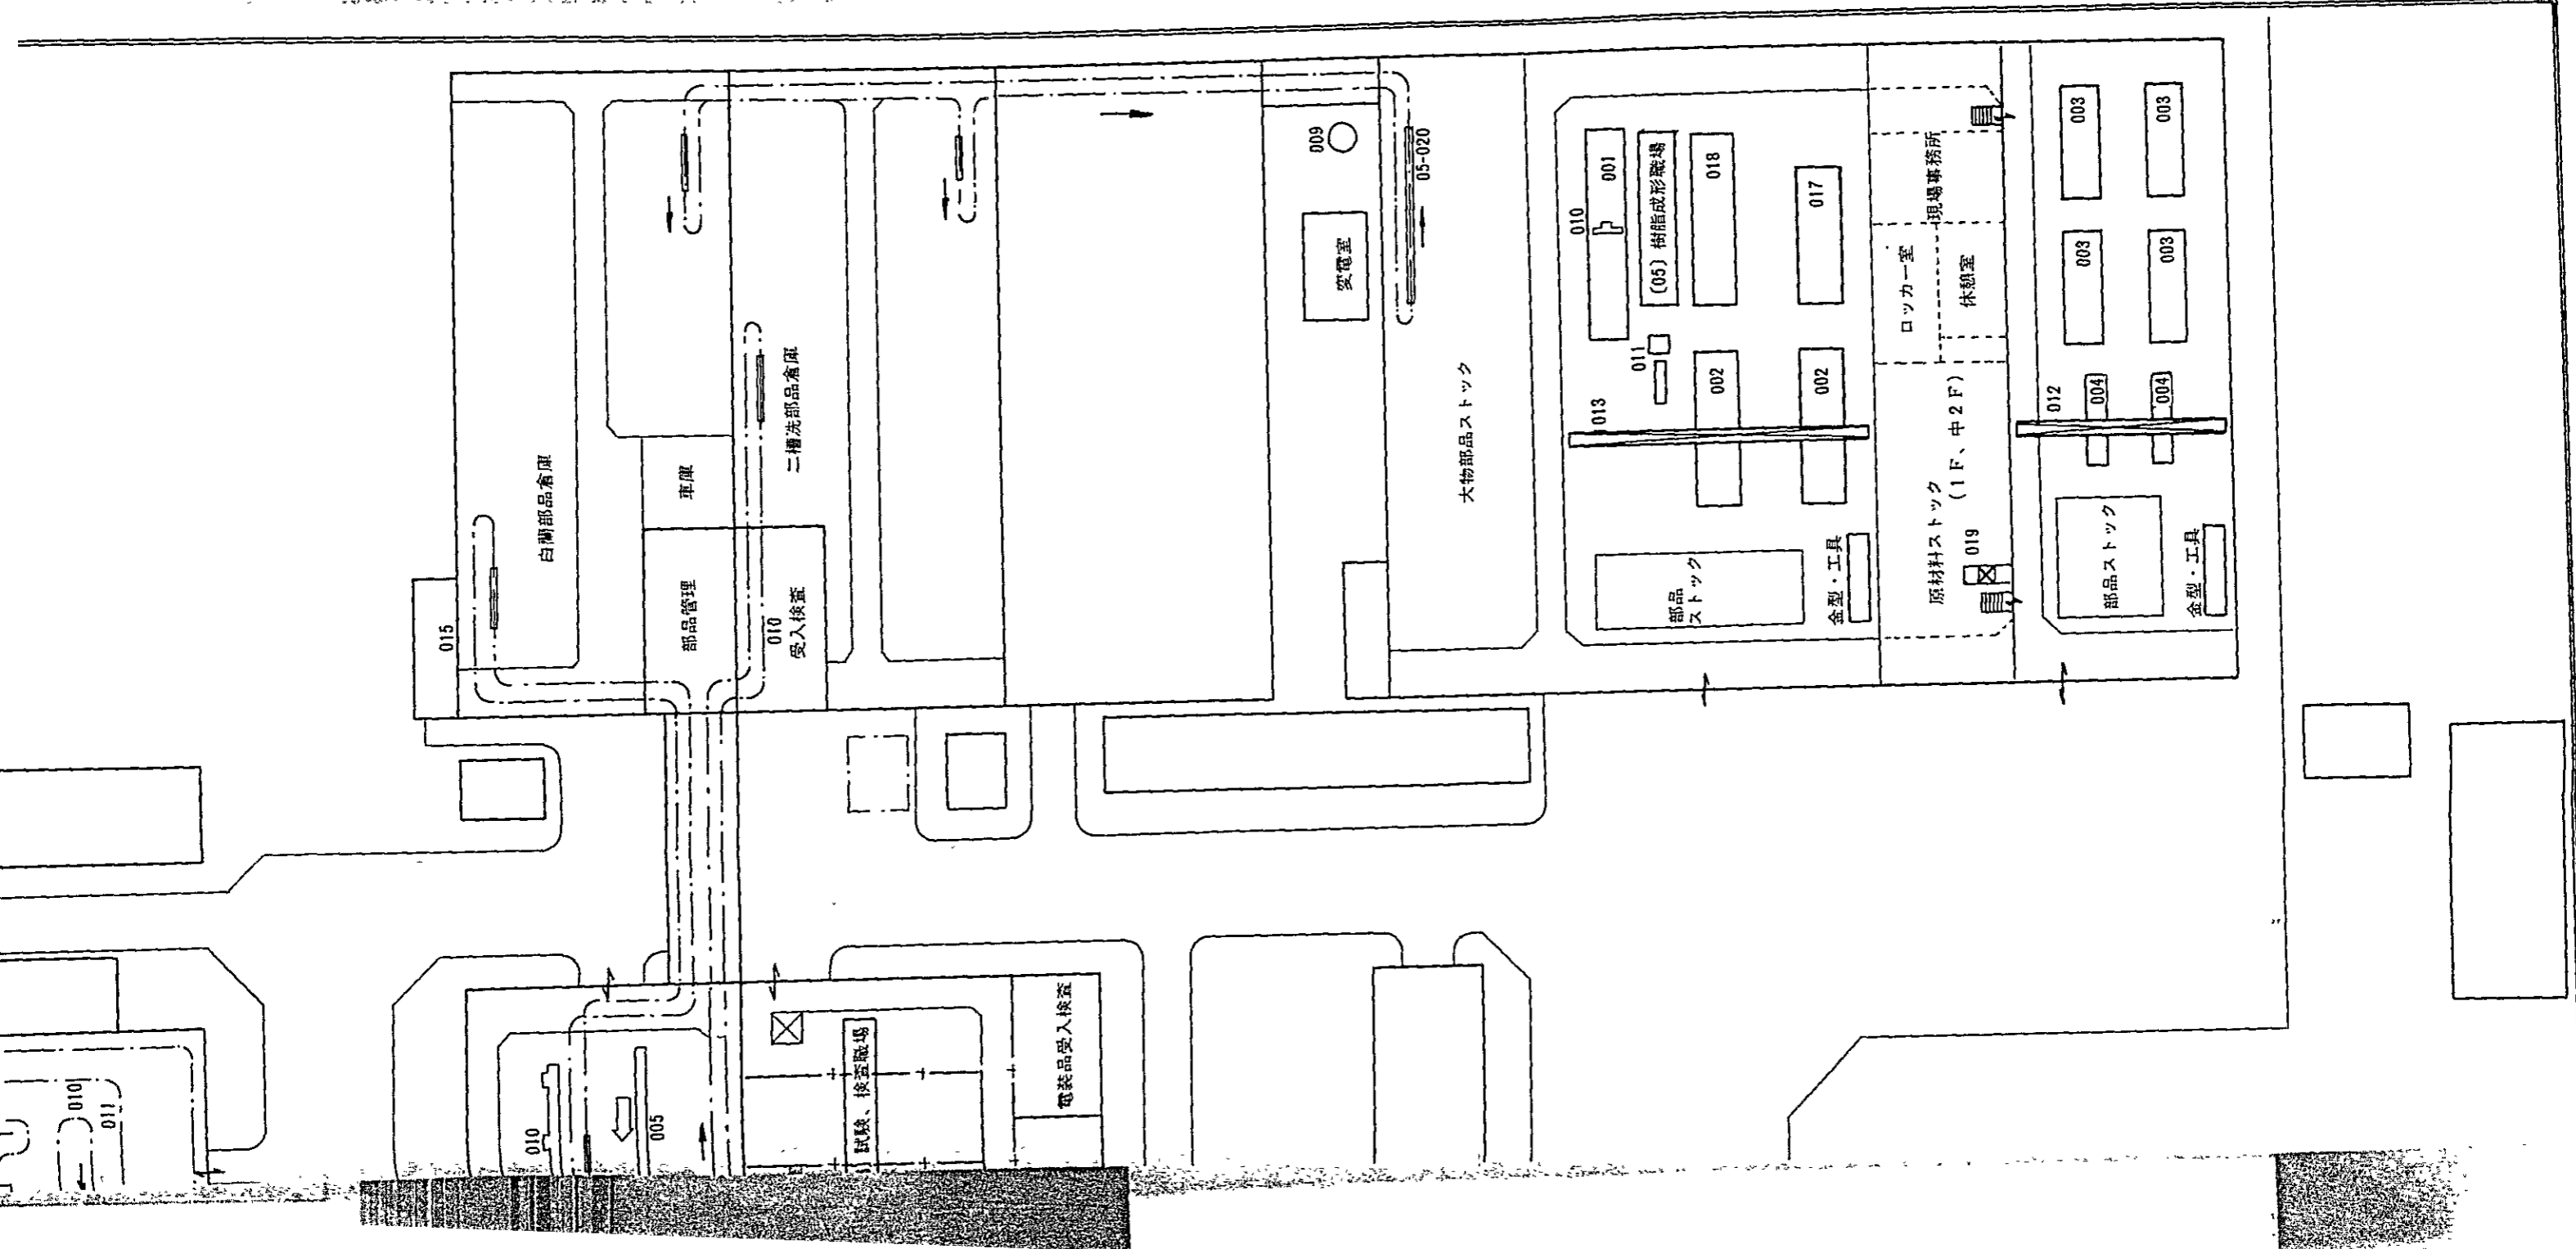 015
白蘭部品倉庫
車庫
部品管理
二槽洗部品倉庫
010
受入検査
009
変電室
05-020
大物部品ストック
010
001
(05) 樹脂成形職場
018
017
011
013
002
002
部品
ストック
金型・工具
現場事務所
ロッカー室
休憩室
原材料ストック
(1F、中2F)
019
003
003
003
003
012
004
004
部品ストック
金型・工具
010
011
010
005
試験、検査職場
電装品受入検査